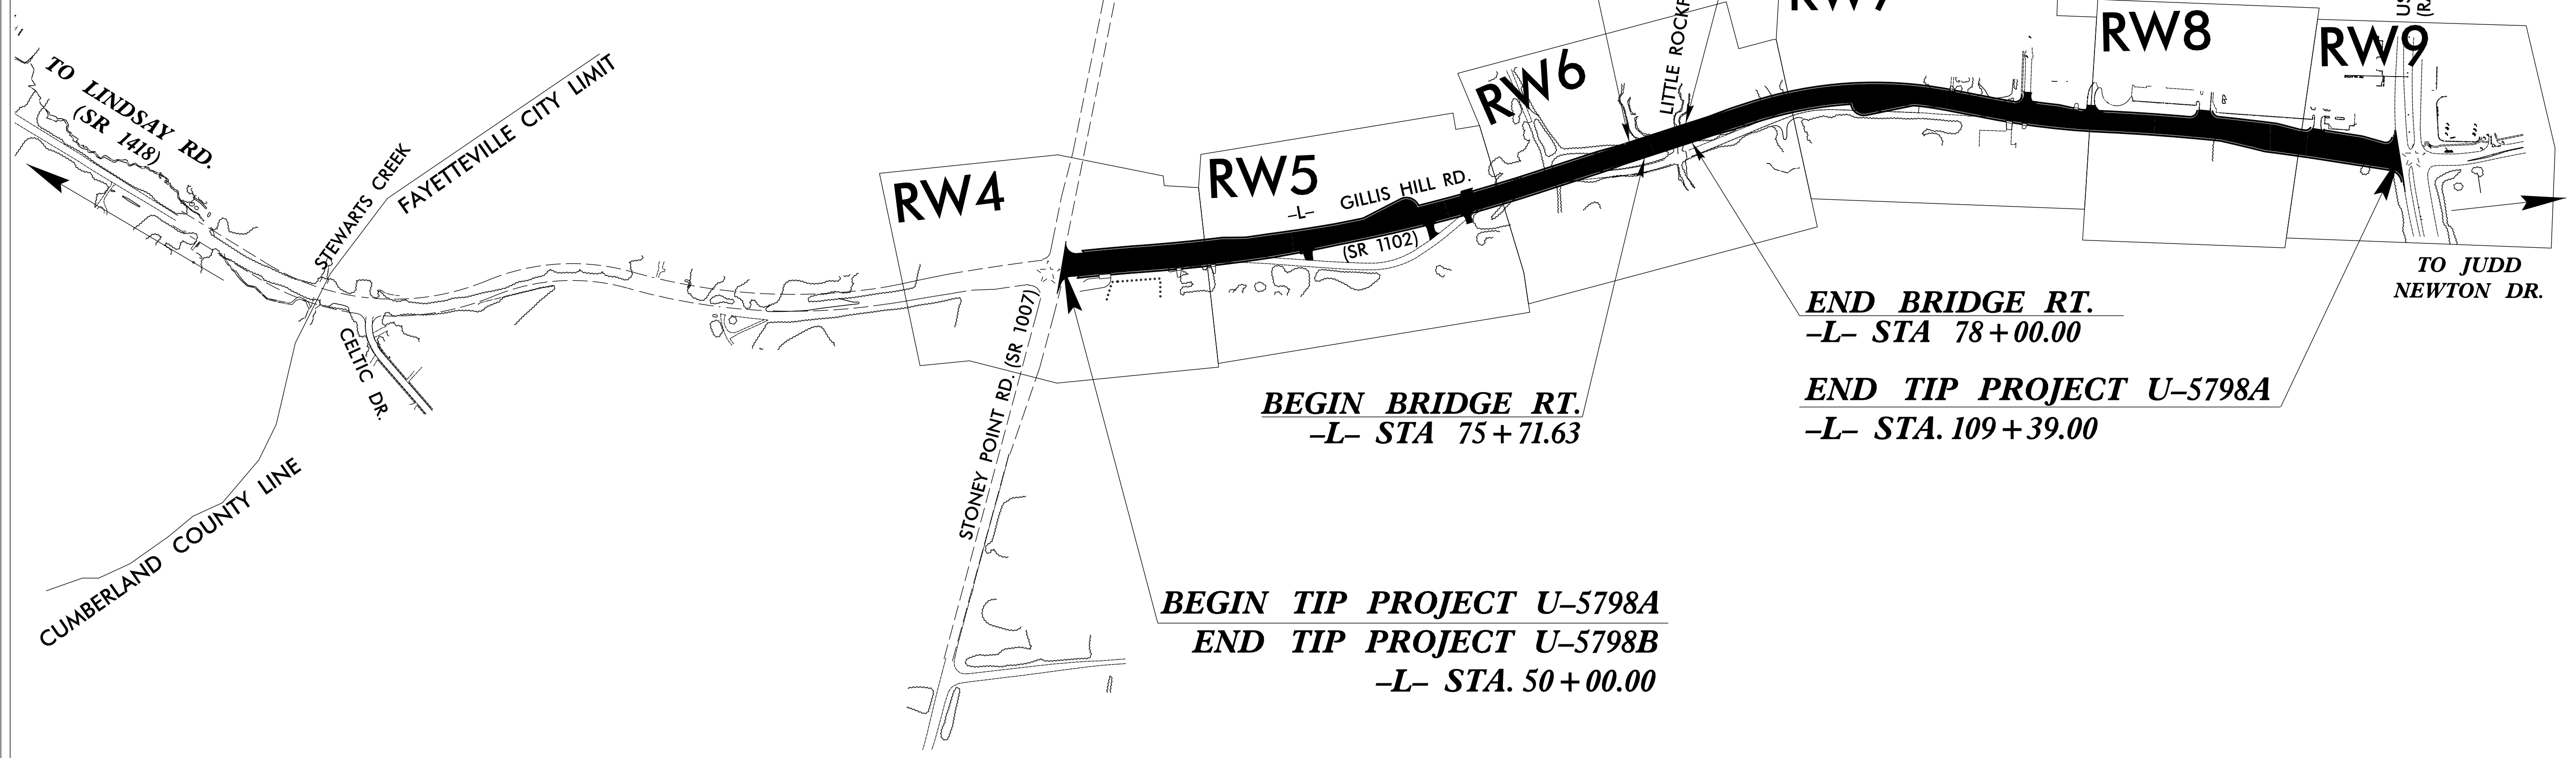 TO LINDSAY RD.
(SR 1418)
STEWARTS CREEK
FAYETTEVILLE CITY LIMIT
CELTIC DR.
CUMBERLAND COUNTY LINE
RW4
RW5
–L– GILLIS HILL RD.
(SR 1102)
RW6
LITTLE
RW7
RW8
RW9
US
TO JUDD
NEWTON DR.
STONEY POINT RD. (SR 1007)
END BRIDGE RT.
–L– STA 78+00.00
BEGIN BRIDGE RT.
–L– STA 75+71.63
END TIP PROJECT U–5798A
–L– STA. 109+39.00
BEGIN TIP PROJECT U–5798A
END TIP PROJECT U–5798B
–L– STA. 50+00.00